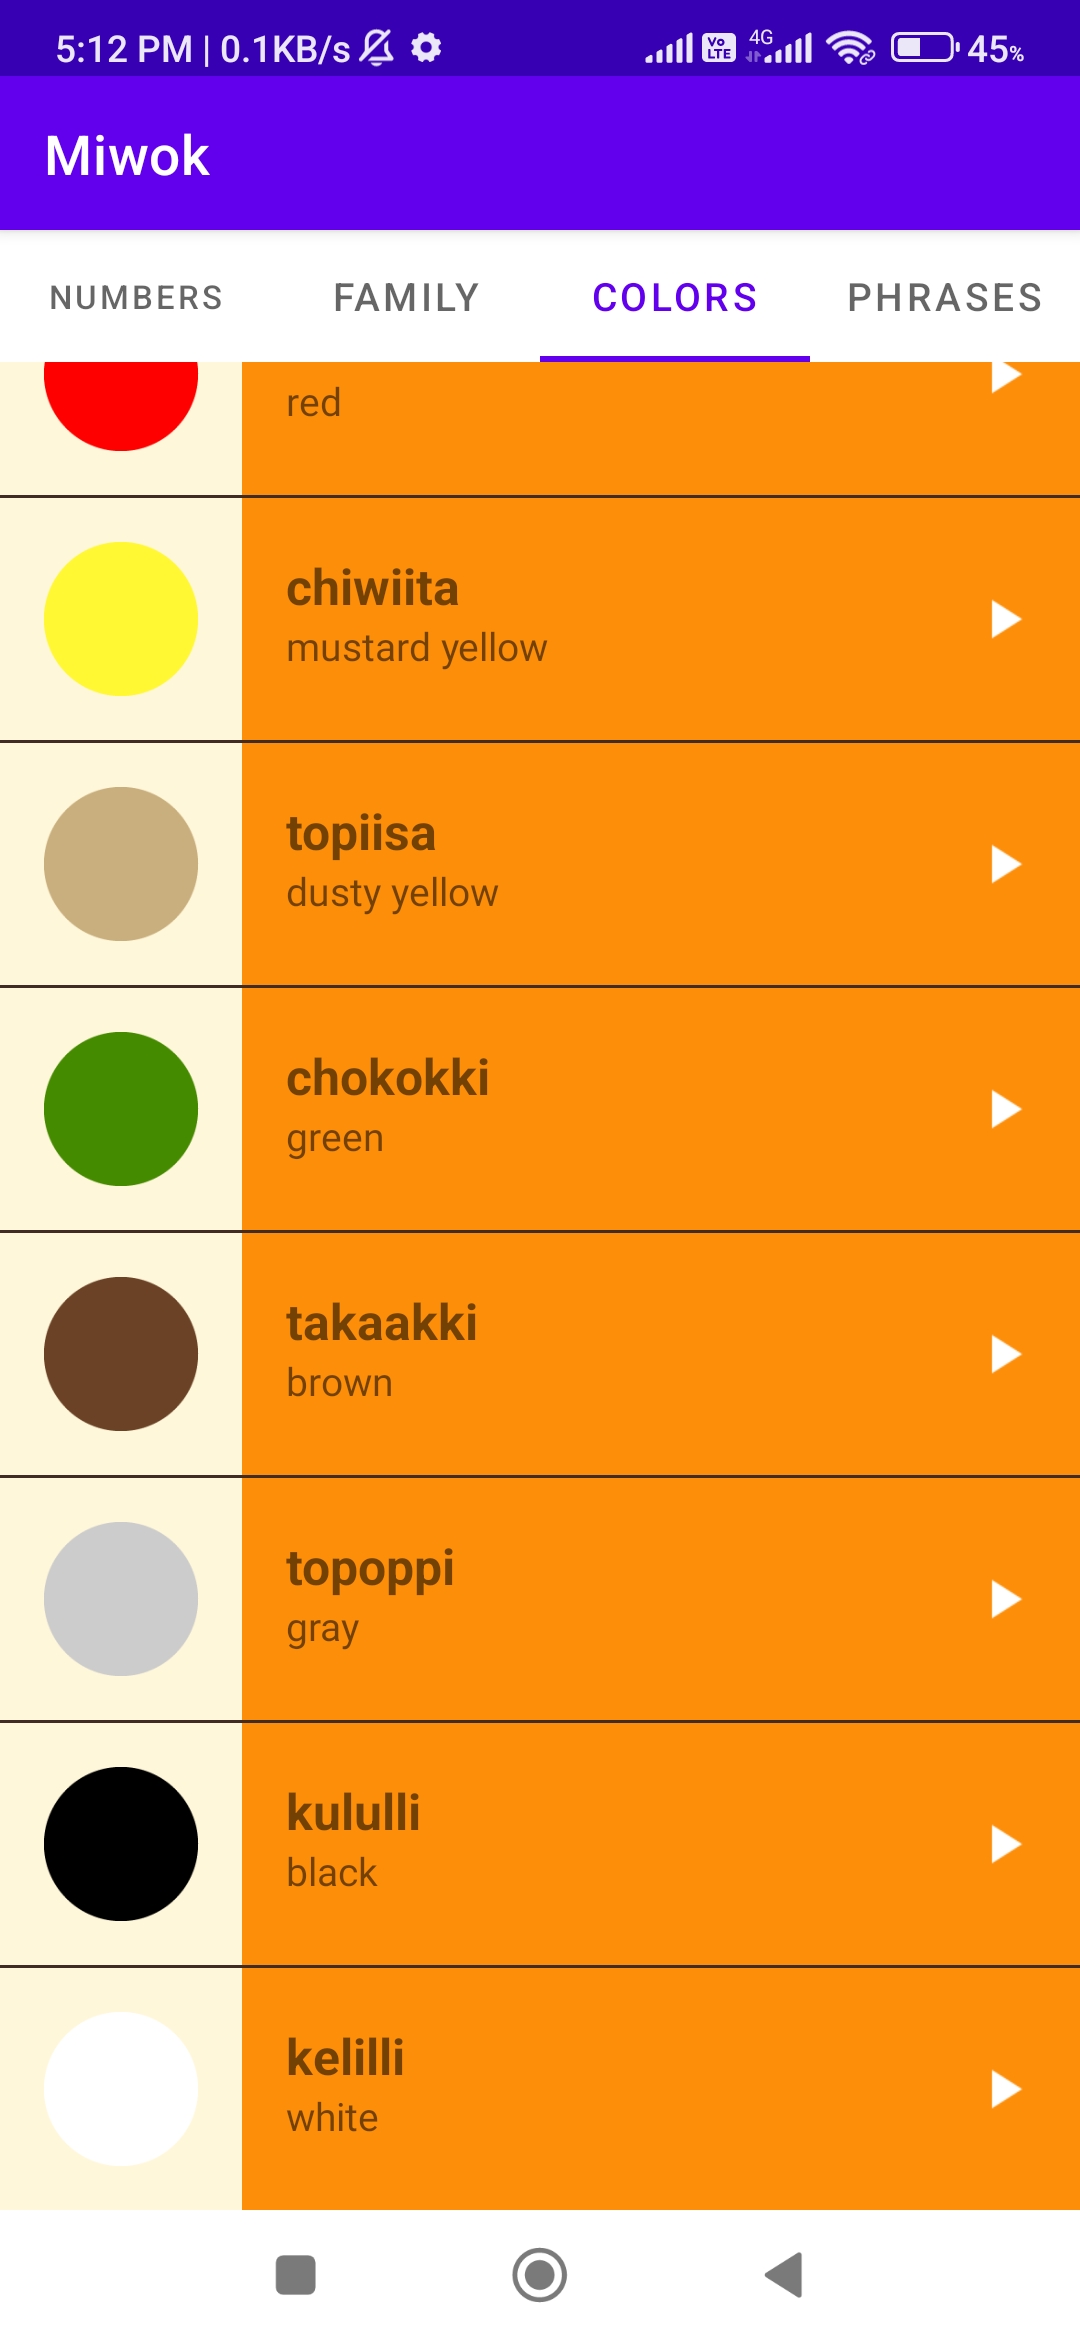 5:12 PM | 0.1KB/s Vo LTE 4G 45%
Miwok
NUMBERS FAMILY COLORS PHRASES
red
chiwiita
mustard yellow
topiisa
dusty yellow
chokokki
green
takaakki
brown
topoppi
gray
kululli
black
kelilli
white